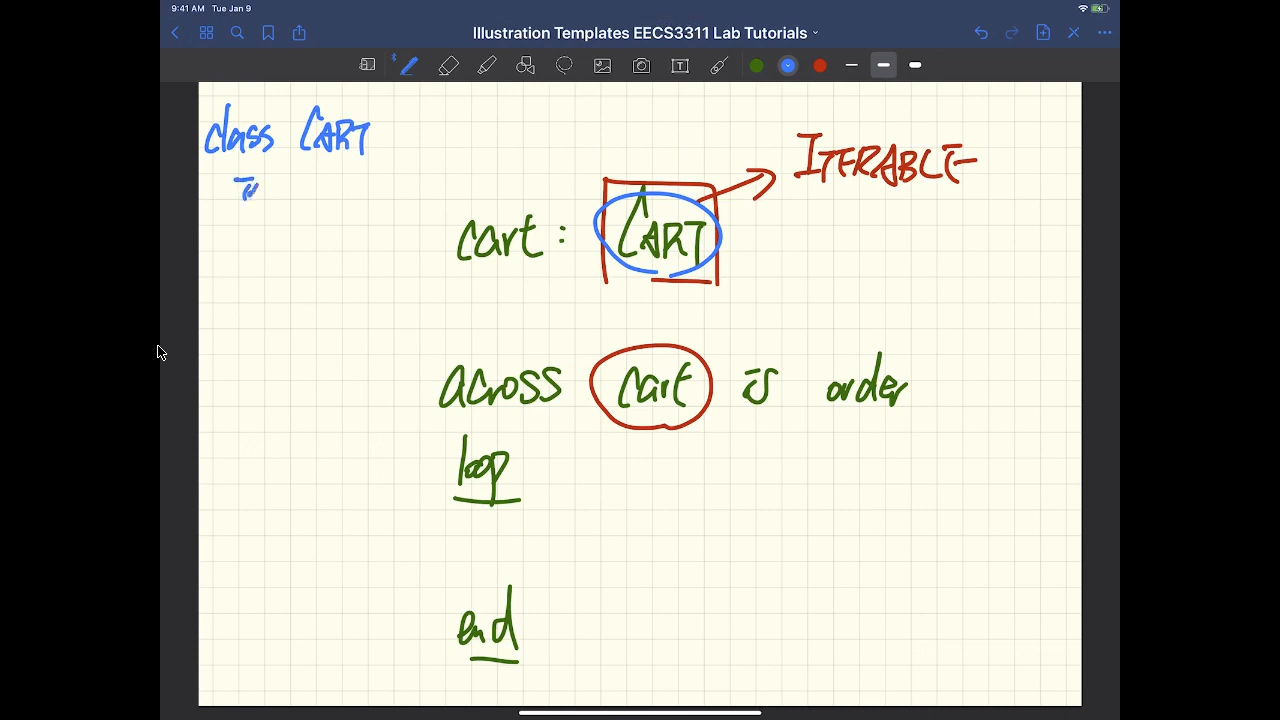 9:41 AM Tue Jan 9
Illustration Templates EECS3311 Lab Tutorials
class CART
ITERABLE
cart : CART
across cart is order
loop
end